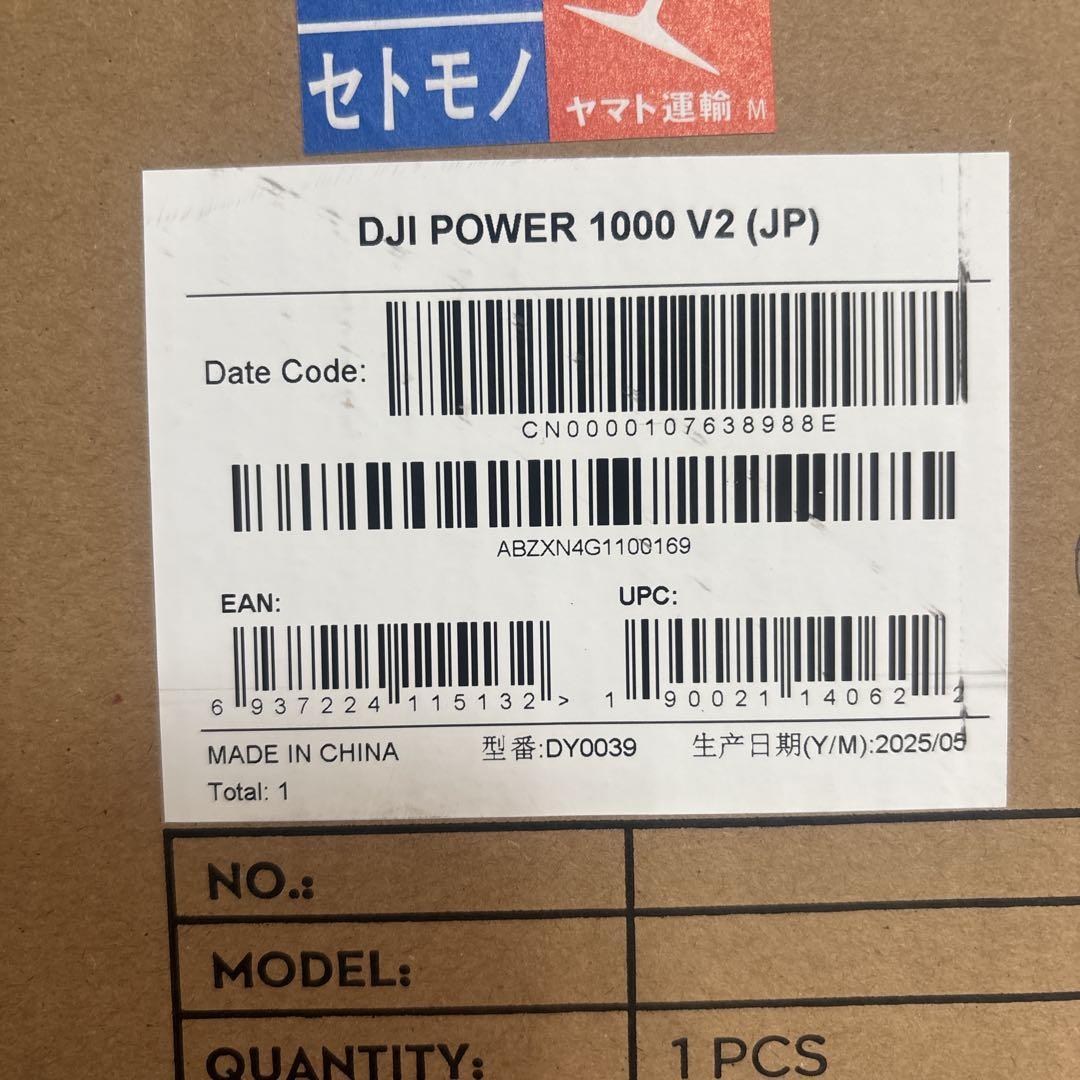 セトモノ
ヤマト運輸 M
DJI POWER 1000 V2 (JP)
Date Code:
CN0000107638988E
ABZXN4G1100169
EAN:
UPC:
6 937224 115132 >
1 90021 14062 2
MADE IN CHINA 型番:DY0039 生产日期(Y/M):2025/05
Total: 1
NO.:
MODEL:
QUANTITY: 1 PCS